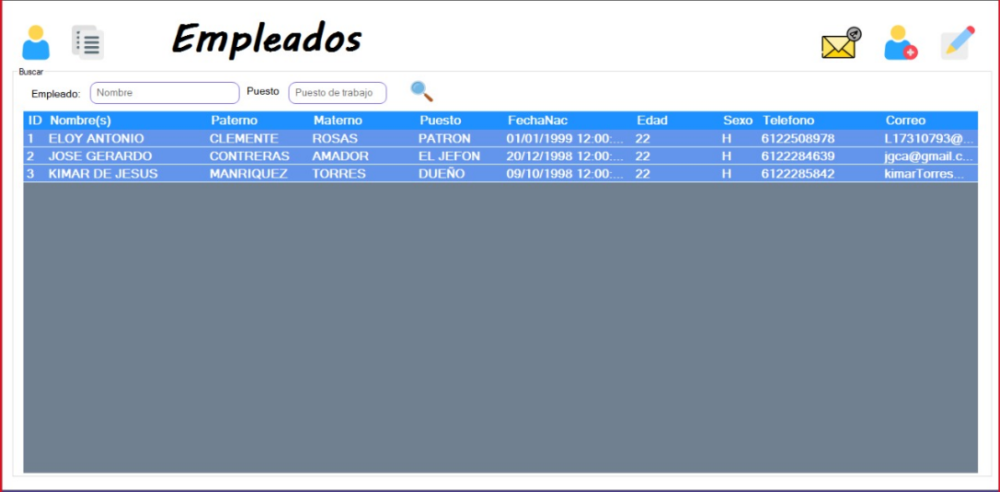 Empleados
Buscar
Empleado: Nombre Puesto Puesto de trabajo
ID Nombre(s) Paterno Materno Puesto FechaNac Edad Sexo Telefono Correo
1 ELOY ANTONIO CLEMENTE ROSAS PATRON 01/01/1999 12:00:... 22 H 6122508978 L17310793@...
2 JOSE GERARDO CONTRERAS AMADOR EL JEFON 20/12/1998 12:00:... 22 H 6122284639 jgca@gmail.c...
3 KIMAR DE JESUS MANRIQUEZ TORRES DUEÑO 09/10/1998 12:00:... 22 H 6122285842 kimarTorres...